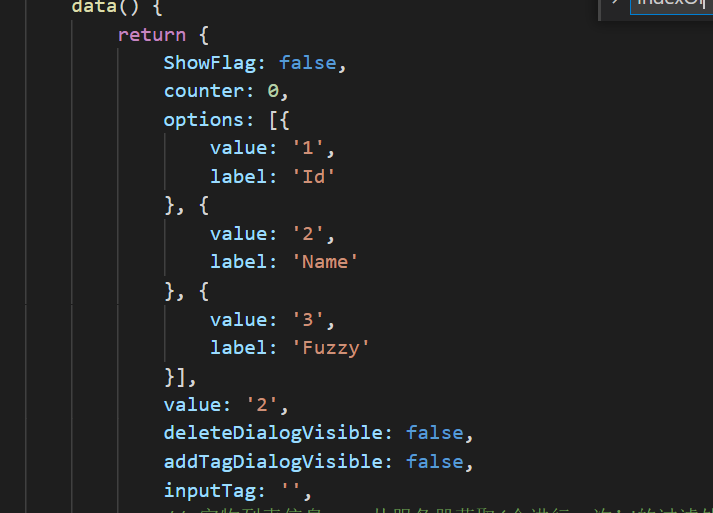 indexOf
data() {
return {
ShowFlag: false,
counter: 0,
options: [{
value: '1',
label: 'Id'
}, {
value: '2',
label: 'Name'
}, {
value: '3',
label: 'Fuzzy'
}],
value: '2',
deleteDialogVisible: false,
addTagDialogVisible: false,
inputTag: '',